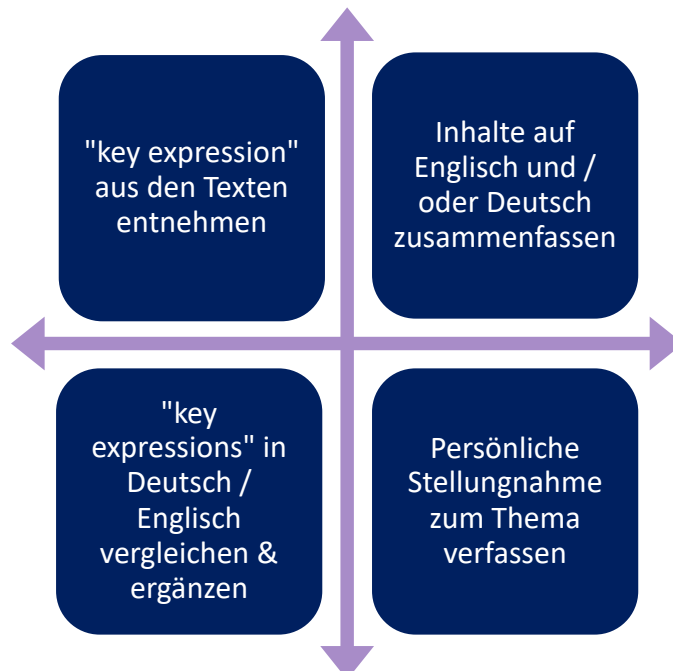 "key expression"
aus den Texten
entnehmen
Inhalte auf
Englisch und /
oder Deutsch
zusammenfassen
"key
expressions" in
Deutsch /
Englisch
vergleichen &
ergänzen
Persönliche
Stellungnahme
zum Thema
verfassen